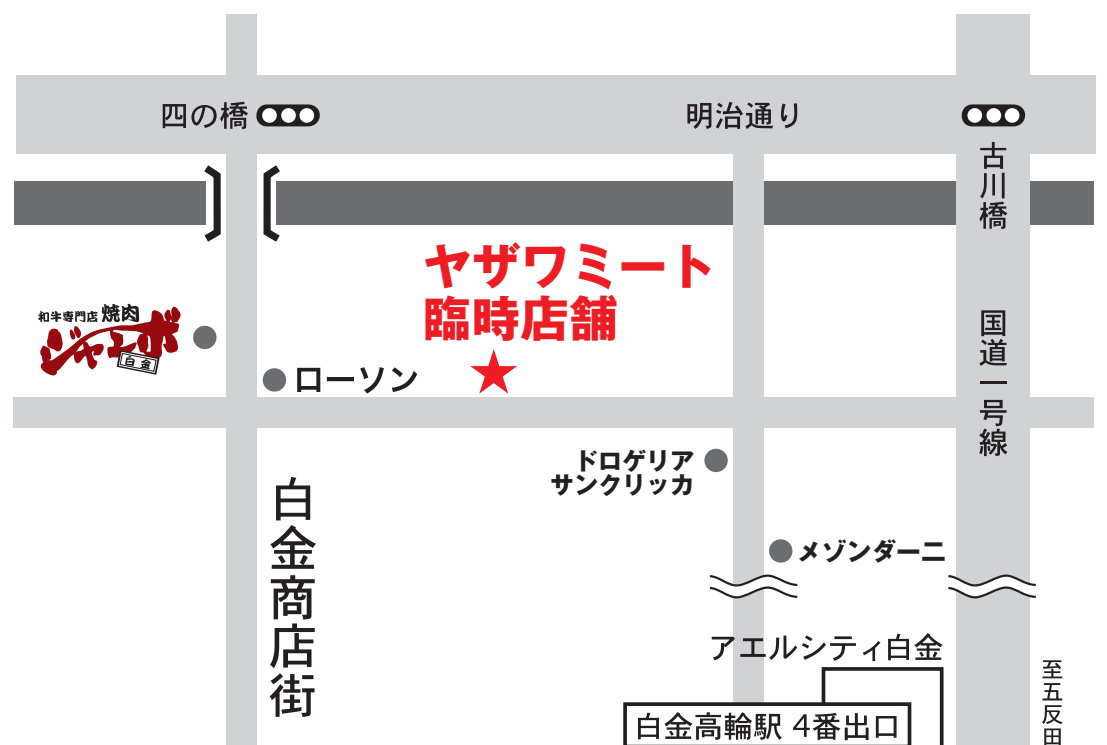 四の橋
明治通り
古川橋
ヤザワミート
臨時店舗
和牛専門店 焼肉
ジャンボ
白金
ローソン
国道一号線
ドロゲリア
サンクリッカ
白金商店街
メゾンダーニ
アエルシティ白金
白金高輪駅 4番出口
至五反田